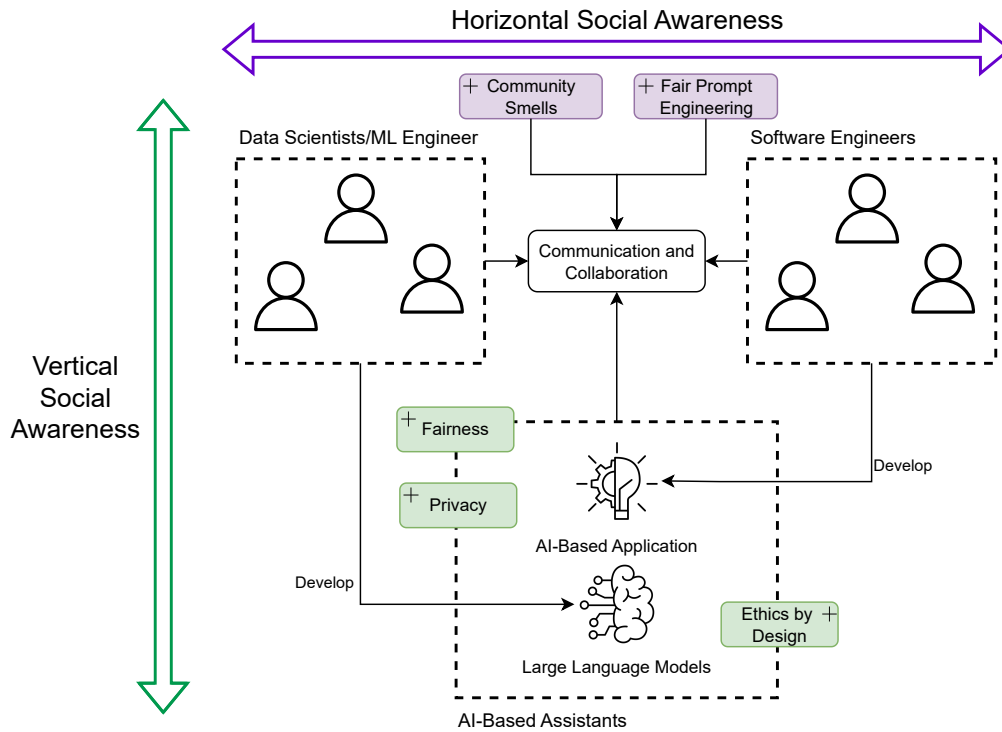 Horizontal Social Awareness
+ Community
Smells
+ Fair Prompt
Engineering
Data Scientists/ML Engineer
Software Engineers
Communication and
Collaboration
Vertical
Social
Awareness
+ Fairness
Develop
+ Privacy
AI-Based Application
Develop
Ethics by +
Design
Large Language Models
AI-Based Assistants